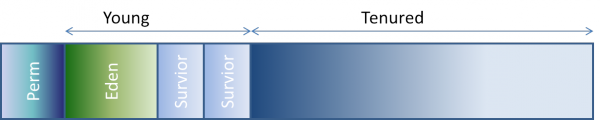 Young
Tenured
Perm
Eden
Survior
Survior